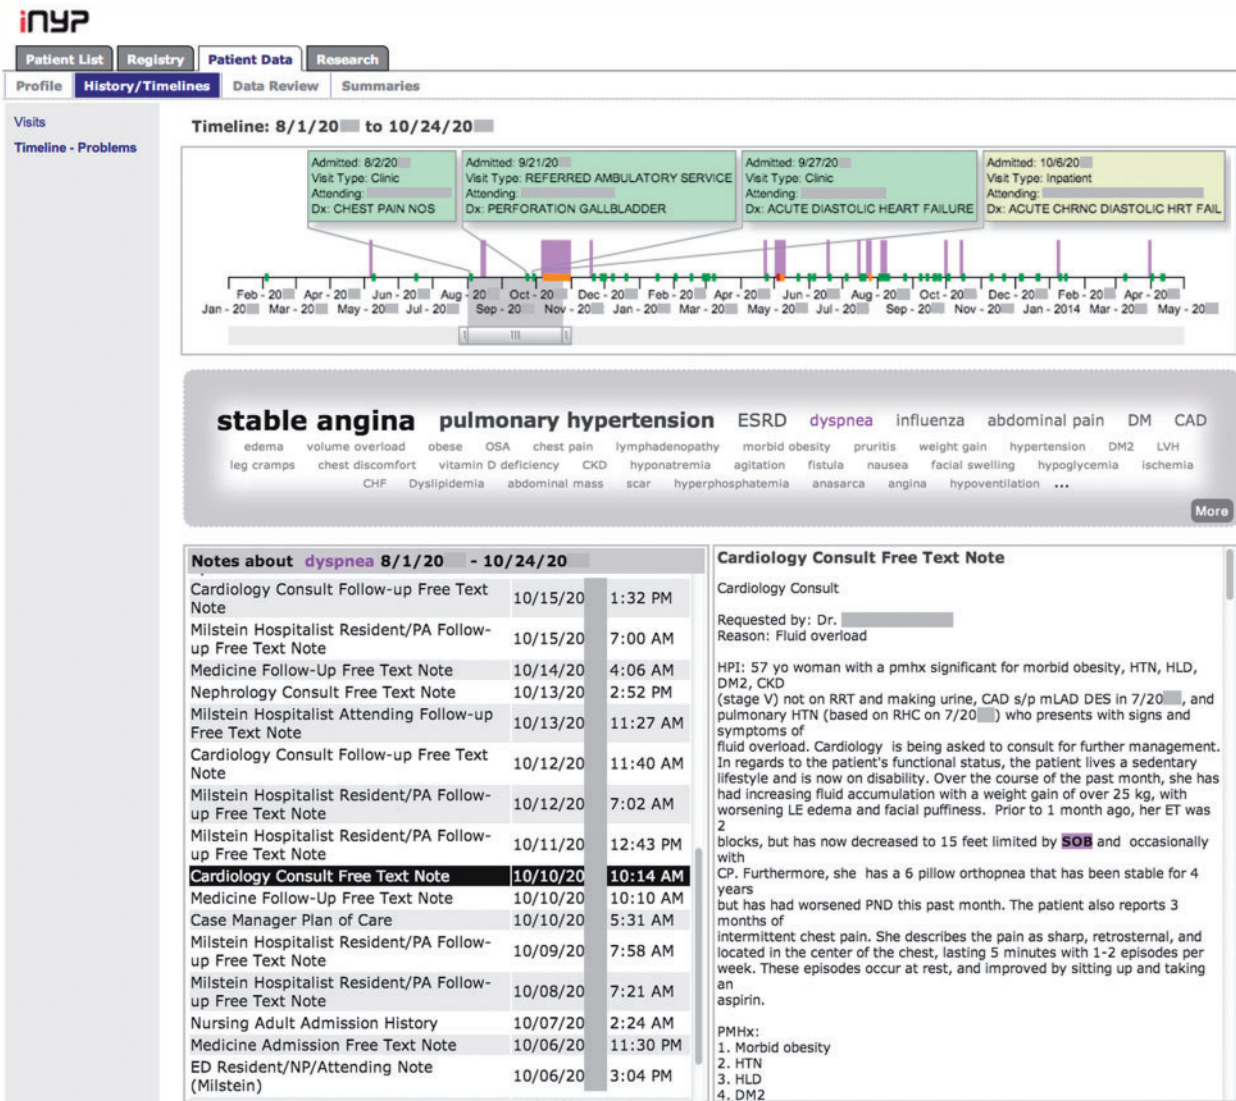 iNYP
Patient List Registry Patient Data Research
Profile History/Timelines Data Review Summaries
Visits
Timeline - Problems
Timeline: 8/1/20 to 10/24/20
Admitted: 8/2/20
Visit Type: Clinic
Attending:
Dx: CHEST PAIN NOS
Admitted: 9/21/20
Visit Type: REFERRED AMBULATORY SERVICE
Attending:
Dx: PERFORATION GALLBLADDER
Admitted: 9/27/20
Visit Type: Clinic
Attending:
Dx: ACUTE DIASTOLIC HEART FAILURE
Admitted: 10/6/20
Visit Type: Inpatient
Attending:
Dx: ACUTE CHRNC DIASTOLIC HRT FAIL
Feb - 20 Apr - 20 Jun - 20 Aug - 20 Oct - 20 Dec - 20 Feb - 20 Apr - 20 Jun - 20 Aug - 20 Oct - 20 Dec - 20 Feb - 20 Apr - 20
Jan - 20 Mar - 20 May - 20 Jul - 20 Sep - 20 Nov - 20 Jan - 20 Mar - 20 May - 20 Jul - 20 Sep - 20 Nov - 20 Jan - 2014 Mar - 20 May - 20
stable angina pulmonary hypertension ESRD dyspnea influenza abdominal pain DM CAD
edema volume overload obese OSA chest pain lymphadenopathy morbid obesity pruritis weight gain hypertension DM2 LVH
leg cramps chest discomfort vitamin D deficiency CKD hyponatremia agitation fistula nausea facial swelling hypoglycemia ischemia
CHF Dyslipidemia abdominal mass scar hyperphosphatemia anasarca angina hypoventilation ...
More
Notes about dyspnea 8/1/20 - 10/24/20
Cardiology Consult Follow-up Free Text
Note 10/15/20 1:32 PM
Milstein Hospitalist Resident/PA Follow-
up Free Text Note 10/15/20 7:00 AM
Medicine Follow-Up Free Text Note 10/14/20 4:06 AM
Nephrology Consult Free Text Note 10/13/20 2:52 PM
Milstein Hospitalist Attending Follow-up
Free Text Note 10/13/20 11:27 AM
Cardiology Consult Follow-up Free Text
Note 10/12/20 11:40 AM
Milstein Hospitalist Resident/PA Follow-
up Free Text Note 10/12/20 7:02 AM
Milstein Hospitalist Resident/PA Follow-
up Free Text Note 10/11/20 12:43 PM
Cardiology Consult Free Text Note 10/10/20 10:14 AM
Medicine Follow-Up Free Text Note 10/10/20 10:10 AM
Case Manager Plan of Care 10/10/20 5:31 AM
Milstein Hospitalist Resident/PA Follow-
up Free Text Note 10/09/20 7:58 AM
Milstein Hospitalist Resident/PA Follow-
up Free Text Note 10/08/20 7:21 AM
Nursing Adult Admission History 10/07/20 2:24 AM
Medicine Admission Free Text Note 10/06/20 11:30 PM
ED Resident/NP/Attending Note
(Milstein) 10/06/20 3:04 PM
Cardiology Consult Free Text Note
Cardiology Consult
Requested by: Dr.
Reason: Fluid overload
HPI: 57 yo woman with a pmhx significant for morbid obesity, HTN, HLD,
DM2, CKD
(stage V) not on RRT and making urine, CAD s/p mLAD DES in 7/20 , and
pulmonary HTN (based on RHC on 7/20 ) who presents with signs and
symptoms of
fluid overload. Cardiology is being asked to consult for further management.
In regards to the patient's functional status, the patient lives a sedentary
lifestyle and is now on disability. Over the course of the past month, she has
had increasing fluid accumulation with a weight gain of over 25 kg, with
worsening LE edema and facial puffiness. Prior to 1 month ago, her ET was
2
blocks, but has now decreased to 15 feet limited by SOB and occasionally
with
CP. Furthermore, she has a 6 pillow orthopnea that has been stable for 4
years
but has had worsened PND this past month. The patient also reports 3
months of
intermittent chest pain. She describes the pain as sharp, retrosternal, and
located in the center of the chest, lasting 5 minutes with 1-2 episodes per
week. These episodes occur at rest, and improved by sitting up and taking
an
aspirin.
PMHx:
1. Morbid obesity
2. HTN
3. HLD
4. DM2